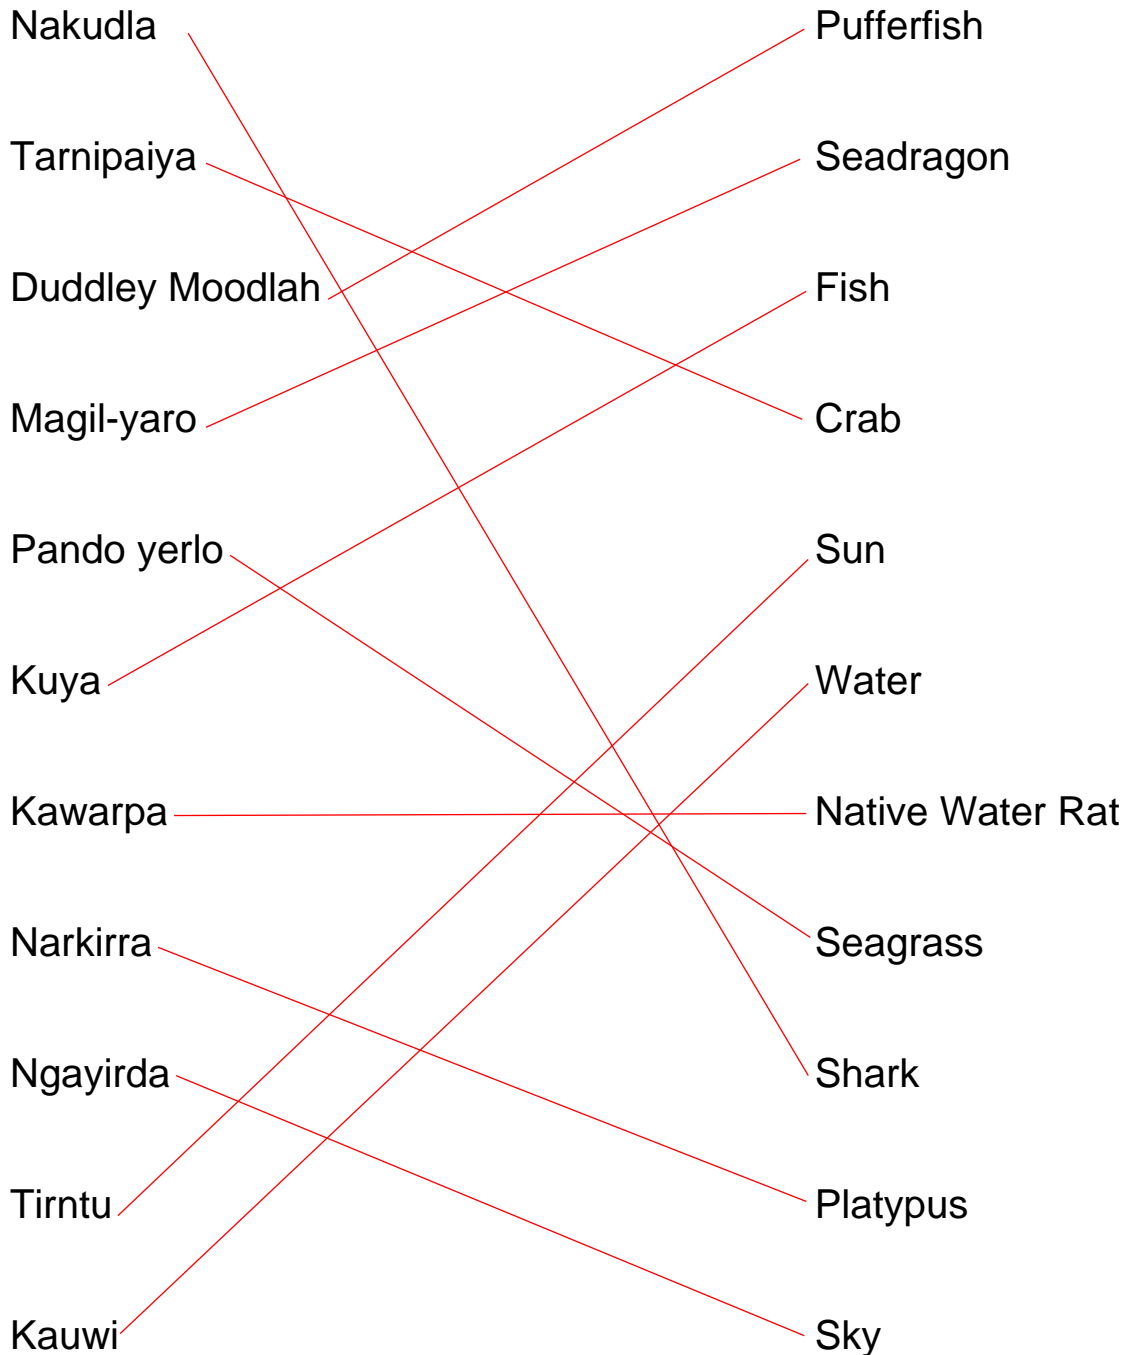 Nakudla Pufferfish
Tarnipaiya Seadragon
Duddley Moodlah Fish
Magil-yaro Crab
Pando yerlo Sun
Kuya Water
Kawarpa Native Water Rat
Narkirra Seagrass
Ngayirda Shark
Tirntu Platypus
Kauwi Sky